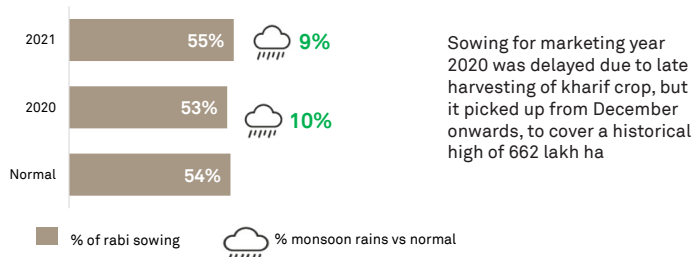 2021
55%
9%
2020
53%
10%
Normal
54%
Sowing for marketing year
2020 was delayed due to late
harvesting of kharif crop, but
it picked up from December
onwards, to cover a historical
high of 662 lakh ha
% of rabi sowing
% monsoon rains vs normal